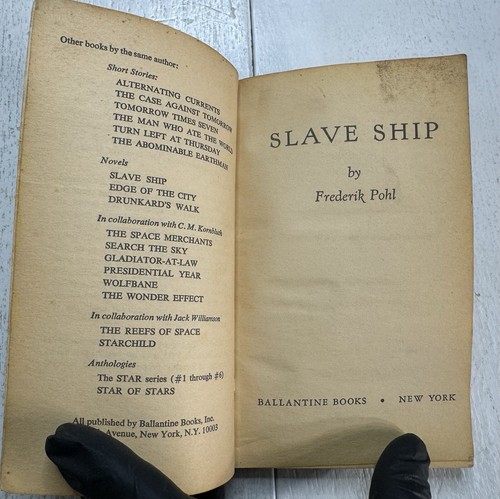 Other books by the same author:
Short Stories:
ALTERNATING CURRENTS
THE CASE AGAINST TOMORROW
TOMORROW TIMES SEVEN
THE MAN WHO ATE THE WORLD
TURN LEFT AT THURSDAY
THE ABOMINABLE EARTHMAN
Novels
SLAVE SHIP
EDGE OF THE CITY
DRUNKARD'S WALK
In collaboration with C. M. Kornbluth
THE SPACE MERCHANTS
SEARCH THE SKY
GLADIATOR-AT-LAW
PRESIDENTIAL YEAR
WOLFBANE
THE WONDER EFFECT
In collaboration with Jack Williamson
THE REEFS OF SPACE
STARCHILD
Anthologies
The STAR series (#1 through #6)
STAR OF STARS
All published by Ballantine Books, Inc.
Avenue, New York, N.Y. 10003
SLAVE SHIP
by
Frederik Pohl
BALLANTINE BOOKS • NEW YORK